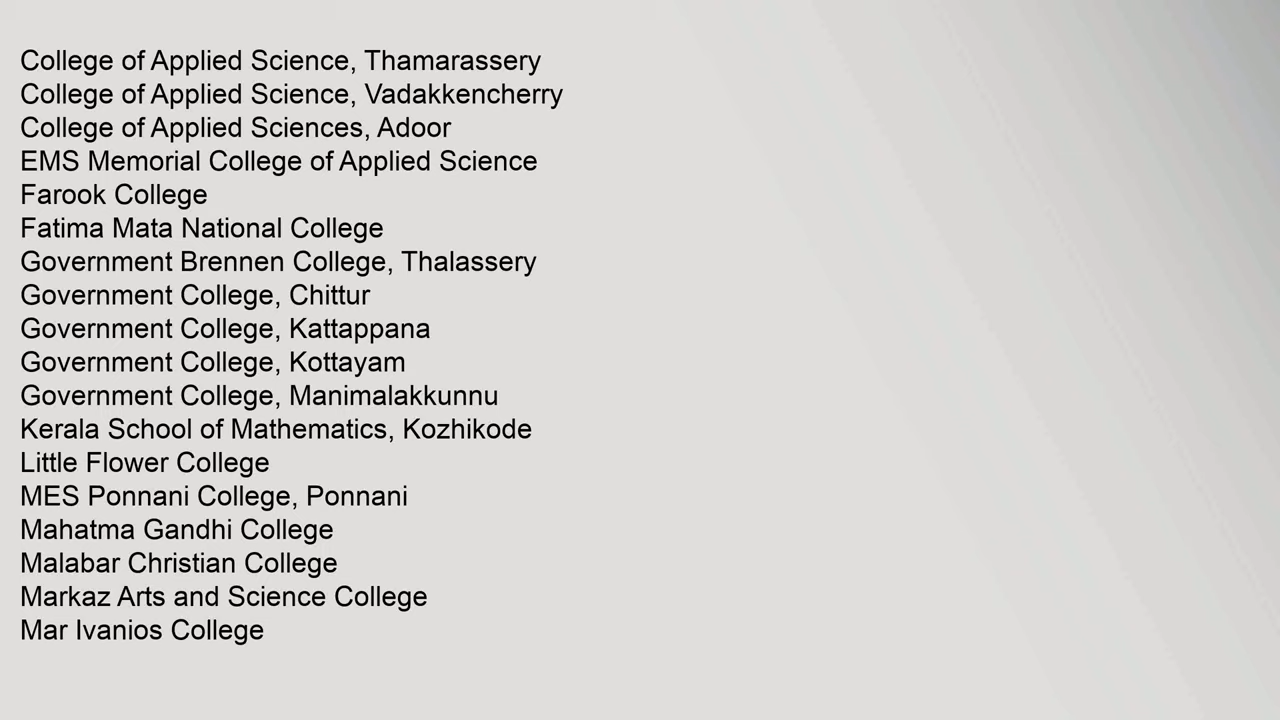 College of Applied Science, Thamarassery
College of Applied Science, Vadakkencherry
College of Applied Sciences, Adoor
EMS Memorial College of Applied Science
Farook College
Fatima Mata National College
Government Brennen College, Thalassery
Government College, Chittur
Government College, Kattappana
Government College, Kottayam
Government College, Manimalakkunnu
Kerala School of Mathematics, Kozhikode
Little Flower College
MES Ponnani College, Ponnani
Mahatma Gandhi College
Malabar Christian College
Markaz Arts and Science College
Mar Ivanios College